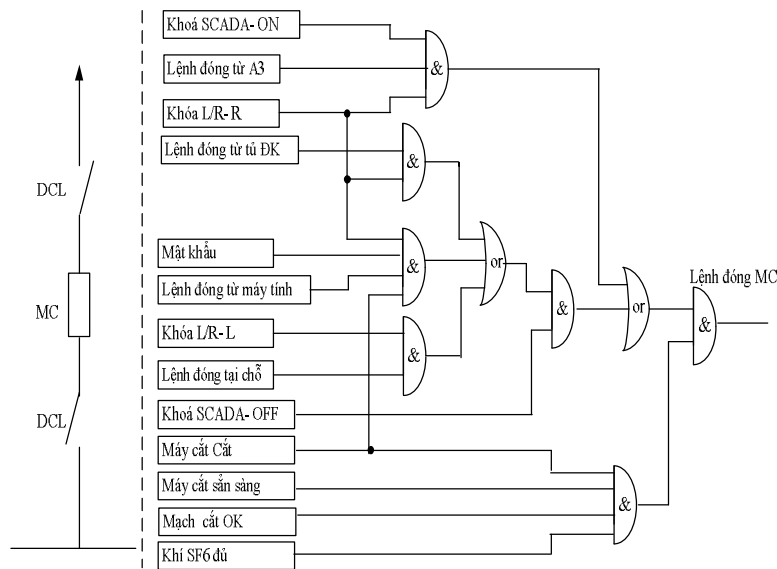 Khoá SCADA- ON
Lệnh đóng từ A3
Khóa L/R- R
Lệnh đóng từ tủ ĐK
Mật khẩu
Lệnh đóng từ máy tính
Khóa L/R- L
Lệnh đóng tại chỗ
Khoá SCADA- OFF
Máy cắt Cắt
Máy cắt sẵn sàng
Mạch cắt OK
Khí SF6 đủ
DCL
MC
DCL
&
&
&
&
or
&
or
&
&
Lệnh đóng MC